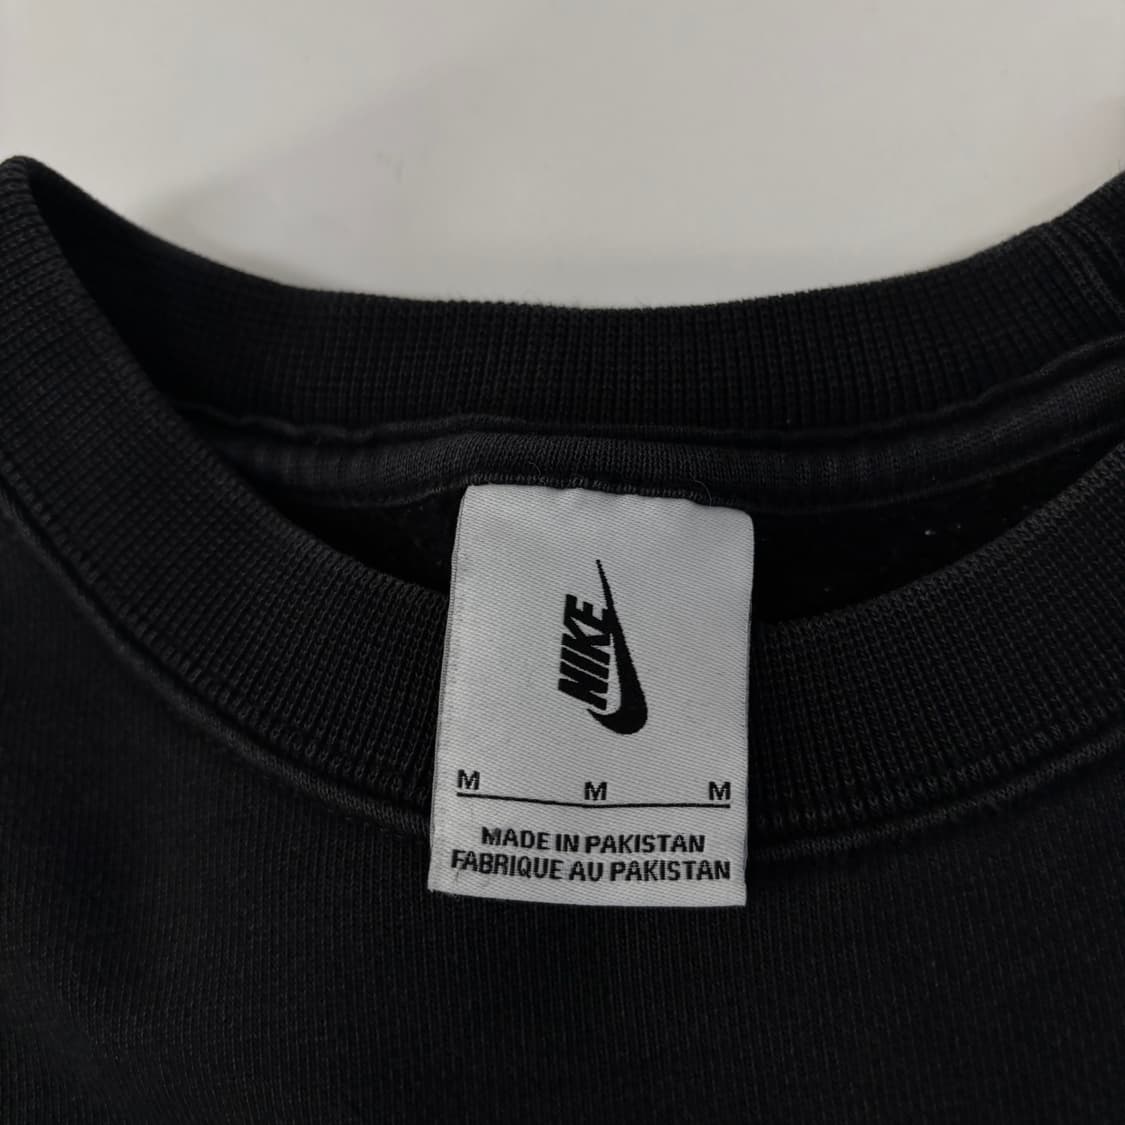 NIKE
M M M
MADE IN PAKISTAN
FABRIQUE AU PAKISTAN